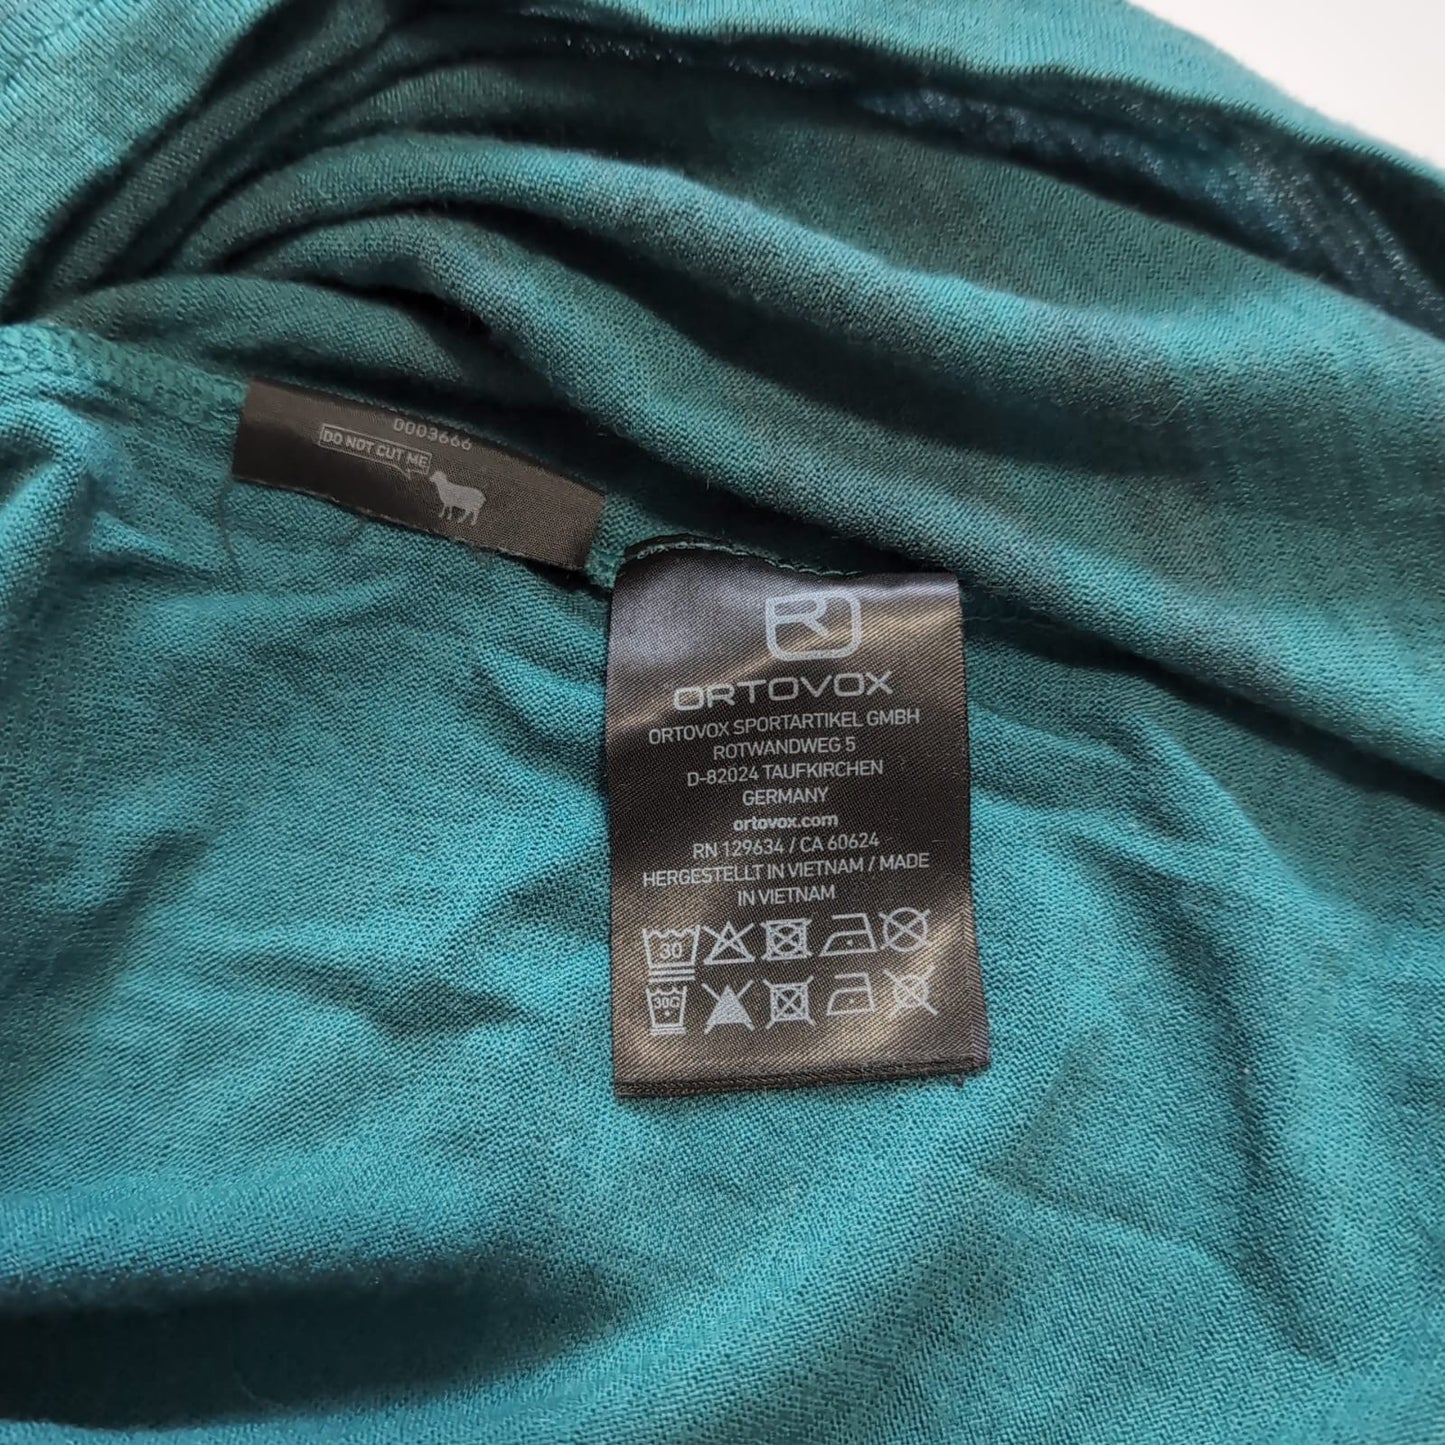 0003666
DO NOT CUT ME
R
ORTOVOX
ORTOVOX SPORTARTIKEL GMBH
ROTWANDWEG 5
D-82024 TAUFKIRCHEN
GERMANY
ortovox.com
RN 129634 / CA 60624
HERGESTELLT IN VIETNAM / MADE
IN VIETNAM
30
30C